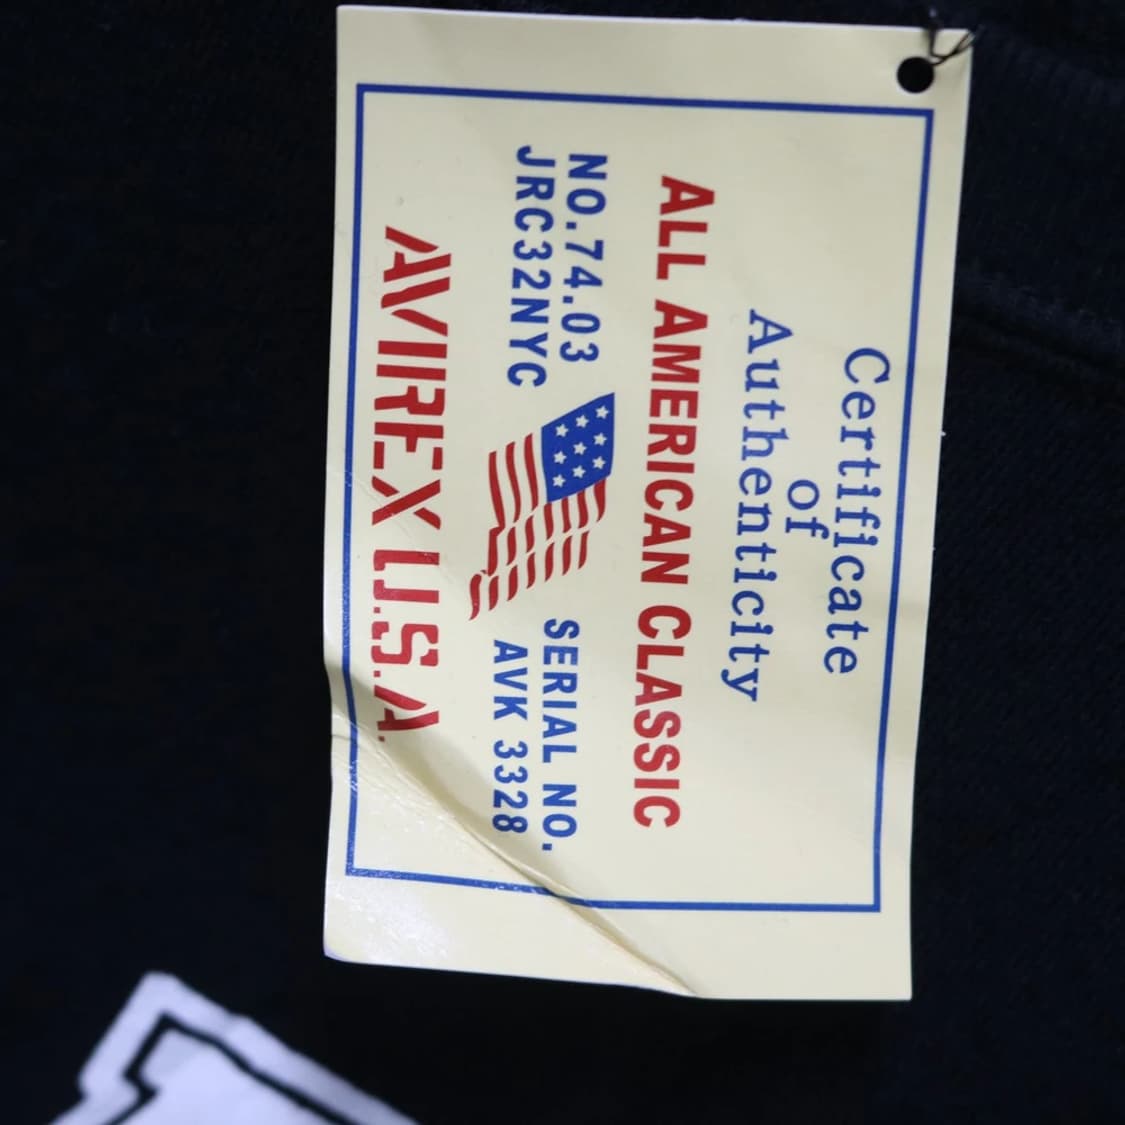 Certificate
of
Authenticity
ALL AMERICAN CLASSIC
NO.74.03
JRC32NYC
SERIAL NO.
AVK 3328
AVIREX U.S.A.